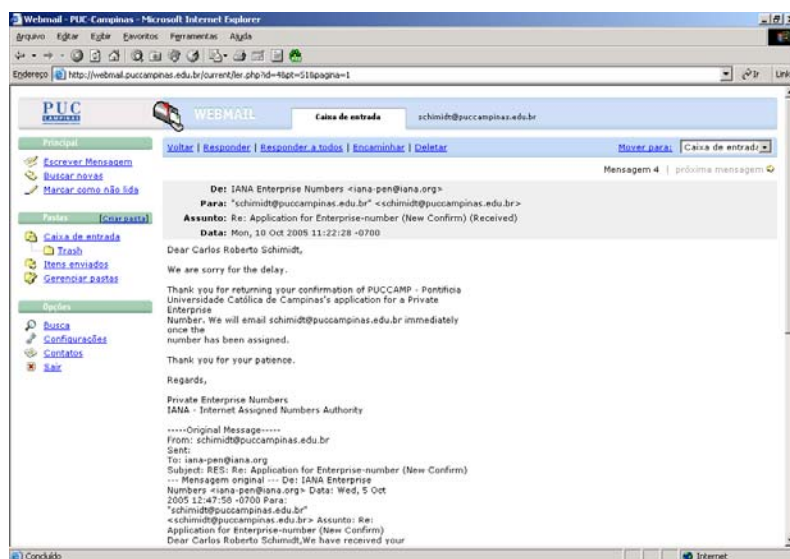 Webmail - PUC-Campinas - Microsoft Internet Explorer
Arquivo Editar Exibir Favoritos Ferramentas Ajuda
Endereço http://webmail.puccampinas.edu.br/current/ler.php?id=4&pt=51&pagina=1 Ir Link
PUC CAMPINAS WEBMAIL Caixa de entrada schimidt@puccampinas.edu.br
Principal
Escrever Mensagem
Buscar novas
Marcar como não lida
Pastas [Criar pasta]
Caixa de entrada
Trash
Itens enviados
Gerenciar pastas
Opções
Busca
Configurações
Contatos
Sair
Voltar | Responder | Responder a todos | Encaminhar | Deletar Mover para: Caixa de entrada
Mensagem 4 | próxima mensagem
De: IANA Enterprise Numbers <iana-pen@iana.org>
Para: "schimidt@puccampinas.edu.br" <schimidt@puccampinas.edu.br>
Assunto: Re: Application for Enterprise-number (New Confirm) (Received)
Data: Mon, 10 Oct 2005 11:22:28 -0700
Dear Carlos Roberto Schimidt,
We are sorry for the delay.
Thank you for returning your confirmation of PUCCAMP - Pontificia
Universidade Católica de Campinas's application for a Private
Enterprise
Number. We will email schimidt@puccampinas.edu.br immediately
once the
number has been assigned.
Thank you for your patience.
Regards,
Private Enterprise Numbers
IANA - Internet Assigned Numbers Authority
-----Original Message-----
From: schimidt@puccampinas.edu.br
Sent:
To: iana-pen@iana.org
Subject: RES: Re: Application for Enterprise-number (New Confirm)
--- Mensagem original --- De: IANA Enterprise
Numbers <iana-pen@iana.org> Data: Wed, 5 Oct
2005 12:47:58 -0700 Para:
"schimidt@puccampinas.edu.br"
<schimidt@puccampinas.edu.br> Assunto: Re:
Application for Enterprise-number (New Confirm)
Dear Carlos Roberto Schimidt,We have received your
Concluído Internet